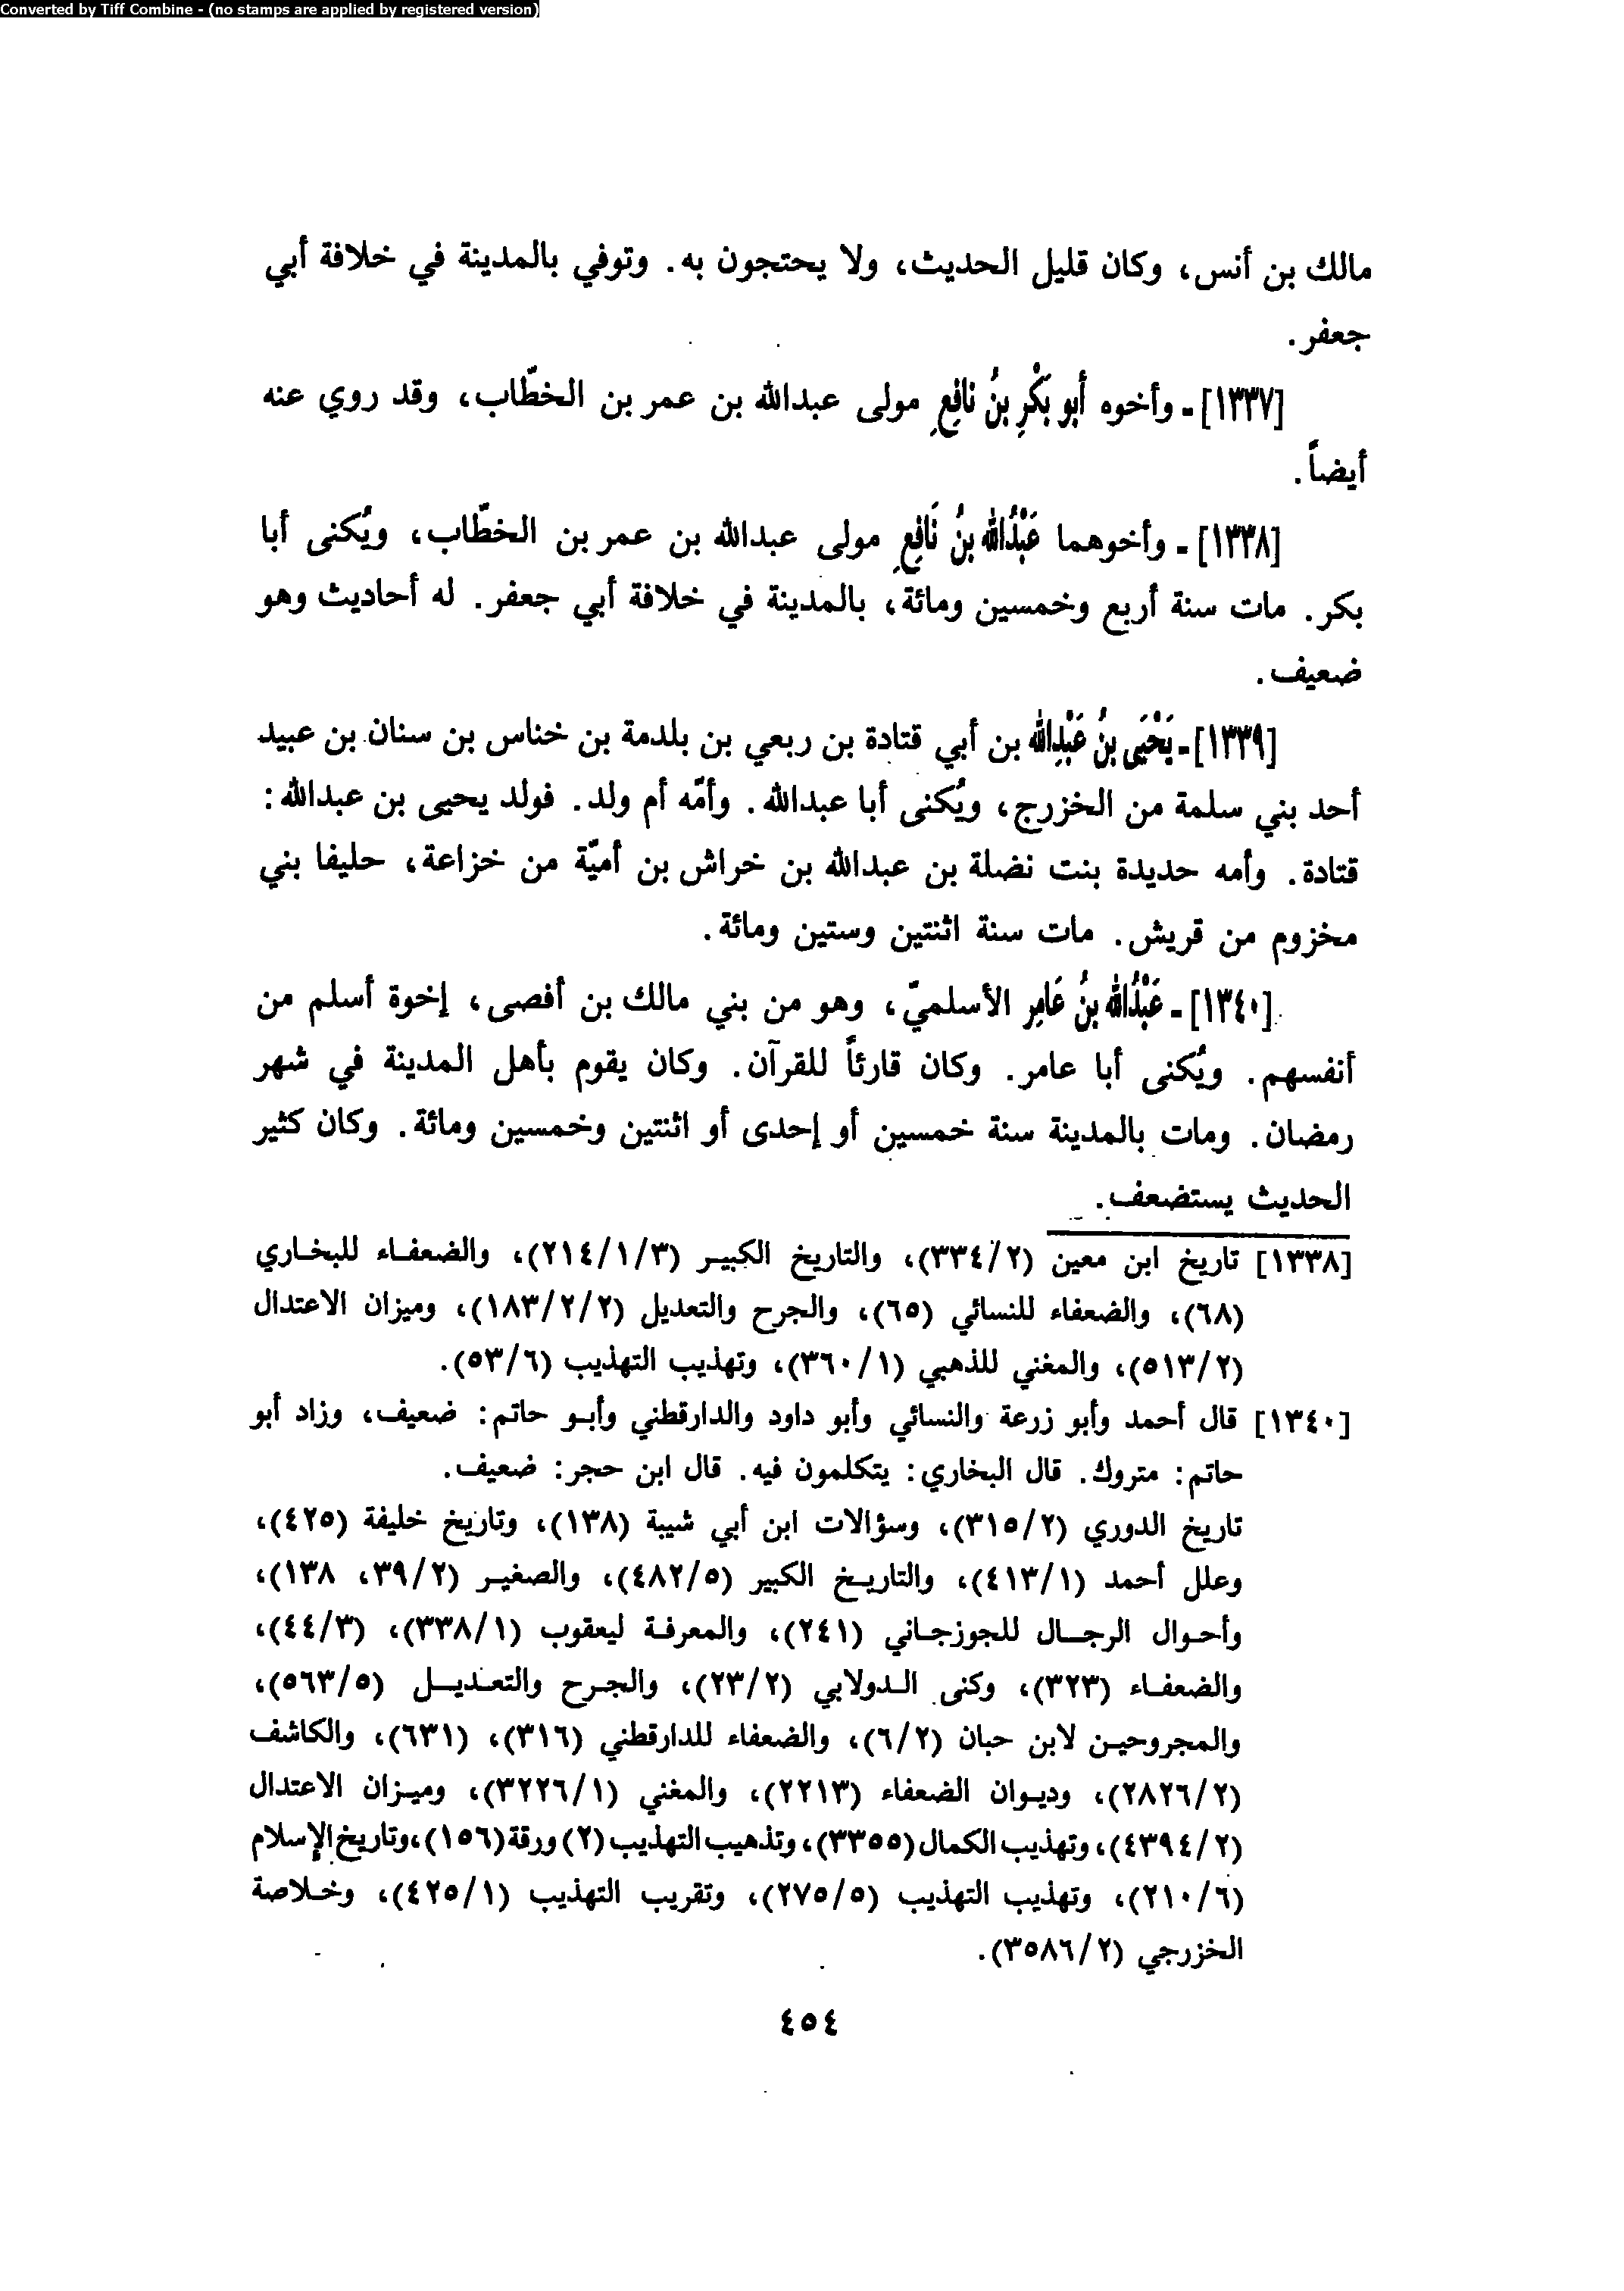 Converted by Tiff Combine - (no stamps are applied by registered version)
مالك بن أنس، وكان قليل الحديث، ولا يحتجون به. وتوفي بالمدينة في خلافة أبي
جعفر.
[١٣٣٧] - وأخوه أبو بَكْرِ بنُ نافِعٍ مولى عبدالله بن عمر بن الخطّاب، وقد روي عنه
أيضاً.
[١٣٣٨] - وأخوهما عَبْدُالله بنُ نَافِعٍ مولى عبدالله بن عمر بن الخطّاب، ويُكنى أبا
بكر. مات سنة أربع وخمسين ومائة، بالمدينة في خلافة أبي جعفر. له أحاديث وهو
ضعيف.
[١٣٣٩] - يَحْيَى بنُ عَبْدِالله بن أبي قتادة بن ربعي بن بلدمة بن خناس بن سنان بن عبيد
أحد بني سلمة من الخزرج، ويُكنى أبا عبدالله. وأمّه أم ولد. فولد يحيى بن عبدالله:
قتادة. وأمه حديدة بنت نضلة بن عبدالله بن خراش بن أميّة من خزاعة، حليفا بني
مخزوم من قريش. مات سنة اثنتين وستين ومائة.
[١٣٤٠] - عَبْدُالله بنُ عَامِر الأسلميّ، وهو من بني مالك بن أفصى، إخوة أسلم من
أنفسهم. ويُكنى أبا عامر. وكان قارئاً للقرآن. وكان يقوم بأهل المدينة في شهر
رمضان. ومات بالمدينة سنة خمسين أو إحدى أو اثنتين وخمسين ومائة. وكان كثير
الحديث يستضعف.
[١٣٣٨] تاريخ ابن معين (٣٣٤/٢)، والتاريخ الكبير (٢١٤/١/٣)، والضعفاء للبخاري
(٦٨)، والضعفاء للنسائي (٦٥)، والجرح والتعديل (١٨٣/٢/٢)، وميزان الاعتدال
(٥١٣/٢)، والمغني للذهبي (٣٦٠/١)، وتهذيب التهذيب (٥٣/٦).
[١٣٤٠] قال أحمد وأبو زرعة والنسائي وأبو داود والدارقطني وأبو حاتم: ضعيف، وزاد أبو
حاتم: متروك. قال البخاري: يتكلمون فيه. قال ابن حجر: ضعيف.
تاريخ الدوري (٣١٥/٢)، وسؤالات ابن أبي شيبة (١٣٨)، وتاريخ خليفة (٤٢٥)،
وعلل أحمد (٤١٣/١)، والتاريخ الكبير (٤٨٢/٥)، والصغير (٣٩/٢، ١٣٨)،
وأحوال الرجال للجوزجاني (٢٤١)، والمعرفة ليعقوب (٣٣٨/١)، (٤٤/٣)،
والضعفاء (٣٢٣)، وكنى الدولابي (٢٣/٢)، والجرح والتعديل (٥٦٣/٥)،
والمجروحين لابن حبان (٦/٢)، والضعفاء للدارقطني (٣١٦)، (٦٣١)، والكاشف
(٢٨٢٦/٢)، وديوان الضعفاء (٢٢١٣)، والمغني (٣٢٢٦/١)، وميزان الاعتدال
(٤٣٩٤/٢)، وتهذيب الكمال (٣٣٥٥)، وتذهيب التهذيب (٢) ورقة (١٥٦)، وتاريخ الإسلام
(٢١٠/٦)، وتهذيب التهذيب (٢٧٥/٥)، وتقريب التهذيب (٤٢٥/١)، وخلاصة
الخزرجي (٣٥٨٦/٢).
٤٥٤